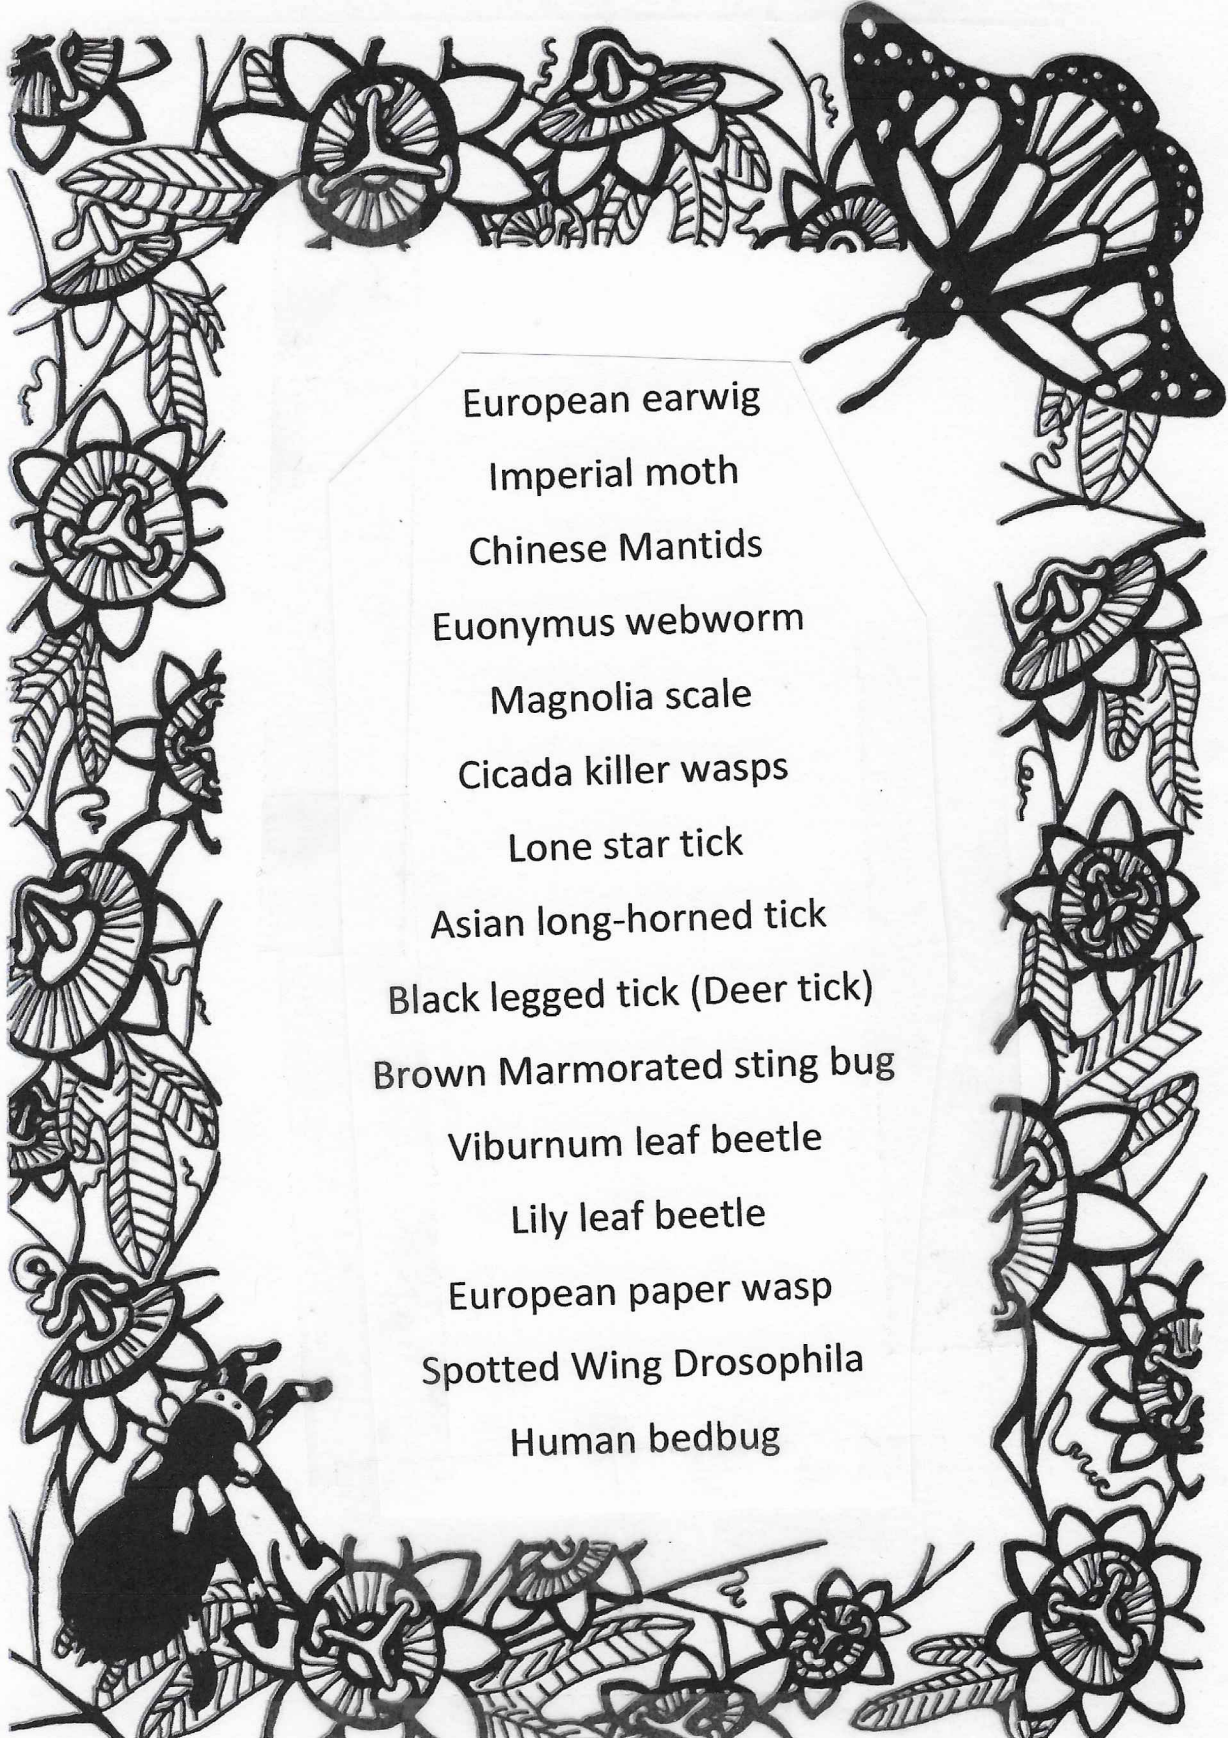 European earwig
Imperial moth
Chinese Mantids
Euonymus webworm
Magnolia scale
Cicada killer wasps
Lone star tick
Asian long-horned tick
Black legged tick (Deer tick)
Brown Marmorated sting bug
Viburnum leaf beetle
Lily leaf beetle
European paper wasp
Spotted Wing Drosophila
Human bedbug